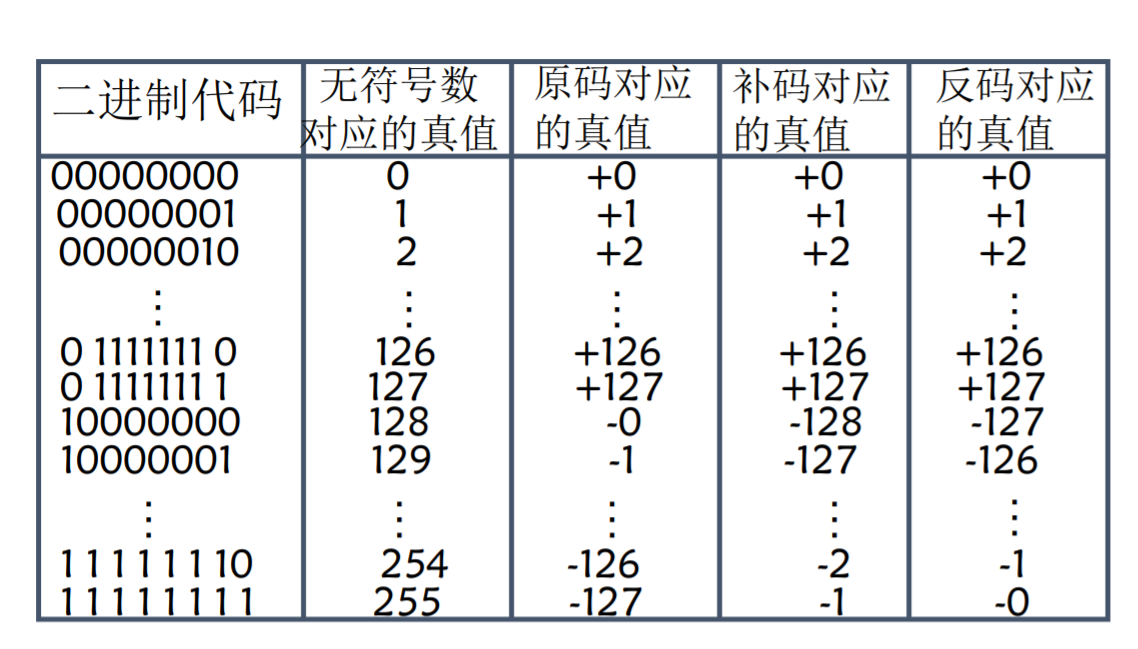 二进制代码 无符号数对应的真值 原码对应的真值 补码对应的真值 反码对应的真值
00000000 0 +0 +0 +0
00000001 1 +1 +1 +1
00000010 2 +2 +2 +2
⋮ ⋮ ⋮ ⋮ ⋮
0 1111111 0 126 +126 +126 +126
0 1111111 1 127 +127 +127 +127
10000000 128 -0 -128 -127
10000001 129 -1 -127 -126
⋮ ⋮ ⋮ ⋮ ⋮
1 1 1 1 1 1 10 254 -126 -2 -1
1 1 1 1 1 1 1 1 255 -127 -1 -0